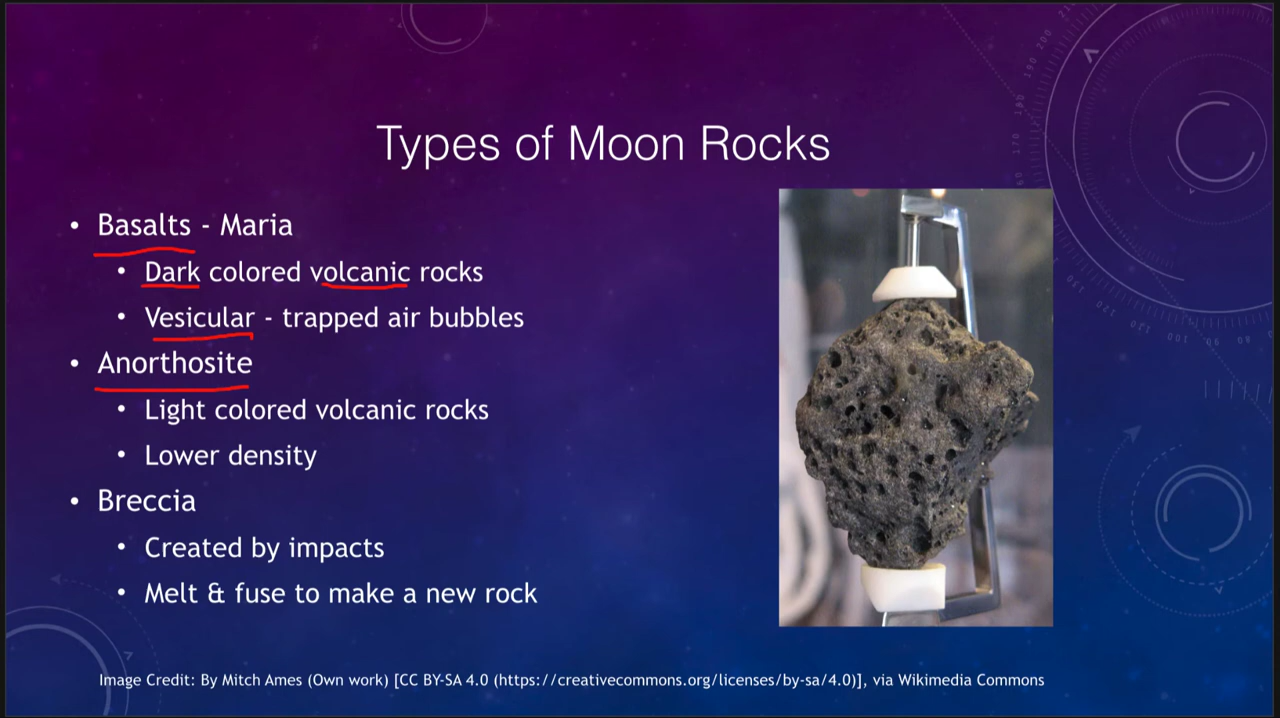 Types of Moon Rocks
• Basalts - Maria
• Dark colored volcanic rocks
• Vesicular - trapped air bubbles
• Anorthosite
• Light colored volcanic rocks
• Lower density
• Breccia
• Created by impacts
• Melt & fuse to make a new rock
Image Credit: By Mitch Ames (Own work) [CC BY-SA 4.0 (https://creativecommons.org/licenses/by-sa/4.0)], via Wikimedia Commons